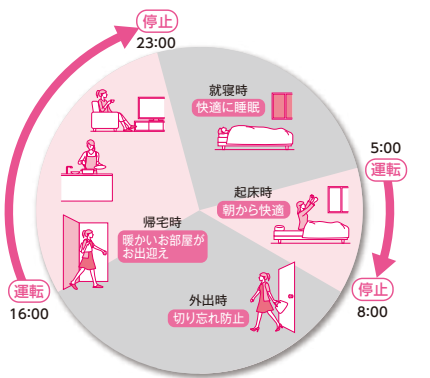 停止
23:00
就寝時
快適に睡眠
5:00
運転
起床時
朝から快適
停止
8:00
帰宅時
暖かいお部屋が
お出迎え
外出時
切り忘れ防止
運転
16:00